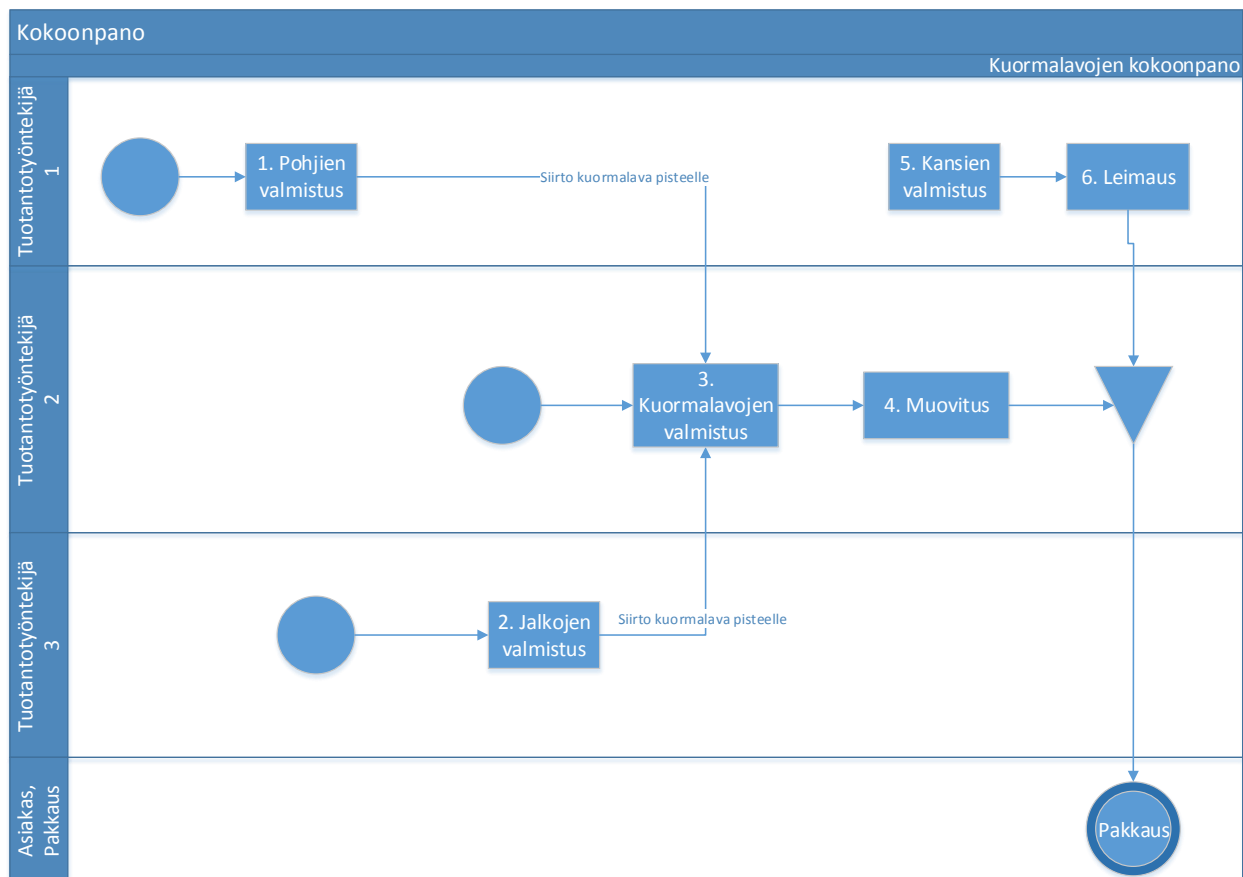 Kokoonpano
Kuormalavojen kokoonpano
Tuotantotyöntekijä
1
1. Pohjien
valmistus
Siirto kuormalava pisteelle
5. Kansien
valmistus
6. Leimaus
Tuotantotyöntekijä
2
3.
Kuormalavojen
valmistus
4. Muovitus
Tuotantotyöntekijä
3
2. Jalkojen
valmistus
Siirto kuormalava pisteelle
Asiakas,
Pakkaus
Pakkaus